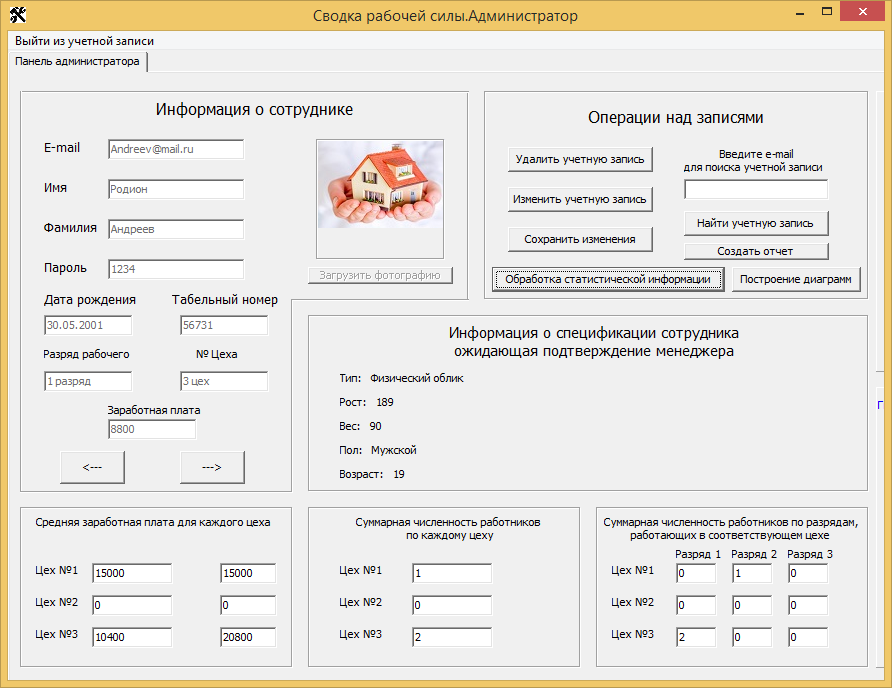 Сводка рабочей силы.Администратор
Выйти из учетной записи
Панель администратора
Информация о сотруднике
E-mail
Andreev@mail.ru
Имя
Родион
Фамилия
Андреев
Пароль
1234
Загрузить фотографию
Дата рождения Табельный номер
30.05.2001 56731
Разряд рабочего № Цеха
1 разряд 3 цех
Заработная плата
8800
<--- --->
Операции над записями
Удалить учетную запись
Изменить учетную запись
Сохранить изменения
Введите e-mail
для поиска учетной записи
Найти учетную запись
Создать отчет
Обработка статистической информации Построение диаграмм
Информация о спецификации сотрудника
ожидающая подтверждение менеджера
Тип: Физический облик
Рост: 189
Вес: 90
Пол: Мужской
Возраст: 19
Средняя заработная плата для каждого цеха
Цех №1 15000 15000
Цех №2 0 0
Цех №3 10400 20800
Суммарная численность работников
по каждому цеху
Цех №1 1
Цех №2 0
Цех №3 2
Суммарная численность работников по разрядам,
работающих в соответствующем цехе
Разряд 1 Разряд 2 Разряд 3
Цех №1 0 1 0
Цех №2 0 0 0
Цех №3 2 0 0